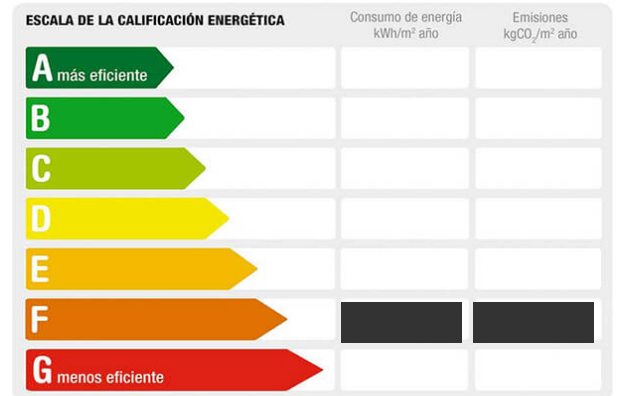 ESCALA DE LA CALIFICACIÓN ENERGÉTICA
Consumo de energía
kWh/m² año
Emisiones
kgCO₂/m² año
A más eficiente
B
C
D
E
F
G menos eficiente